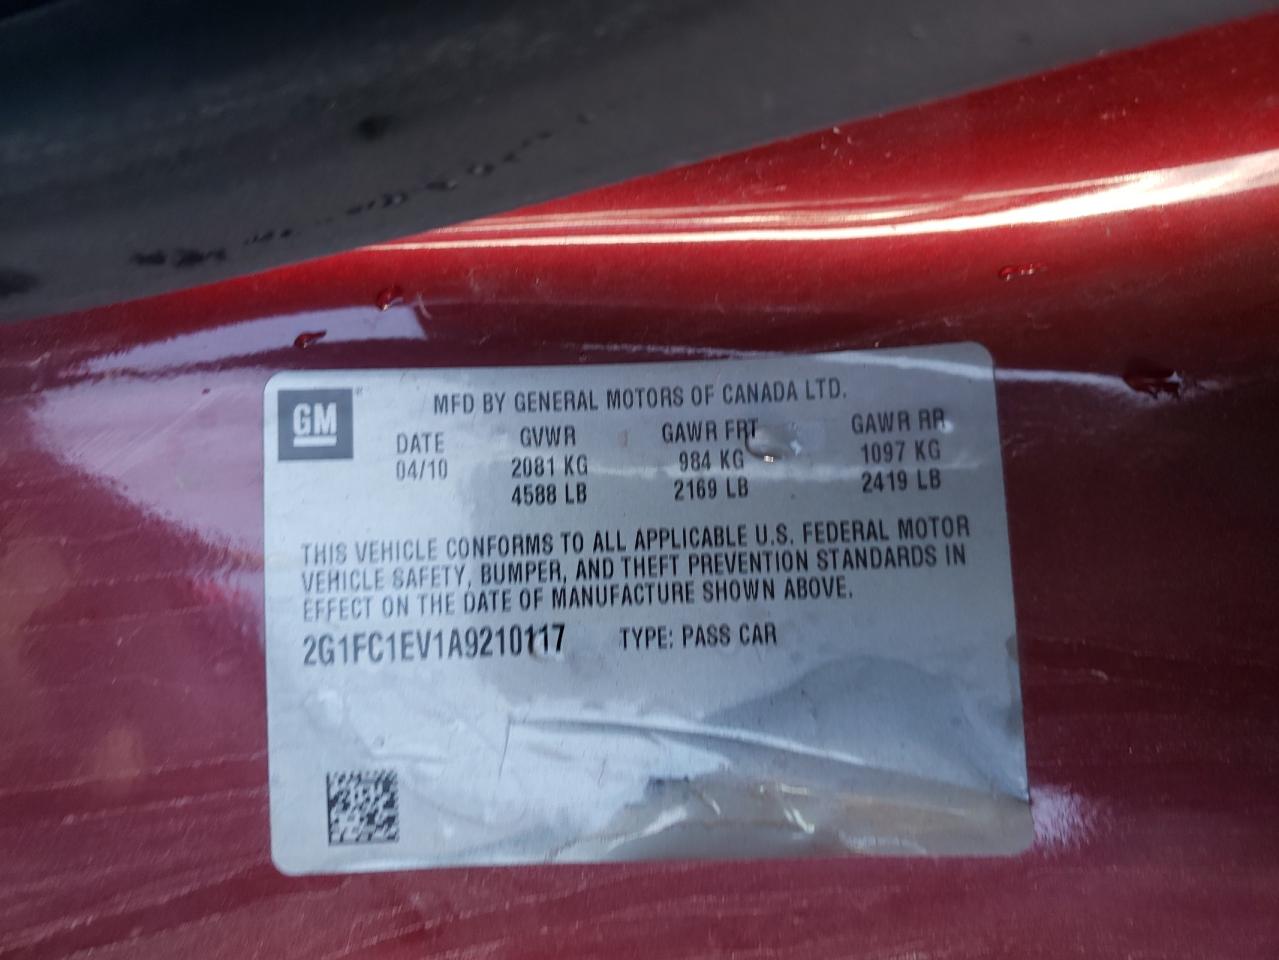 GM
MFD BY GENERAL MOTORS OF CANADA LTD.
DATE GVWR GAWR FRT GAWR RR
04/10 2081 KG 984 KG 1097 KG
4588 LB 2169 LB 2419 LB
THIS VEHICLE CONFORMS TO ALL APPLICABLE U.S. FEDERAL MOTOR
VEHICLE SAFETY, BUMPER, AND THEFT PREVENTION STANDARDS IN
EFFECT ON THE DATE OF MANUFACTURE SHOWN ABOVE.
2G1FC1EV1A9210117 TYPE: PASS CAR